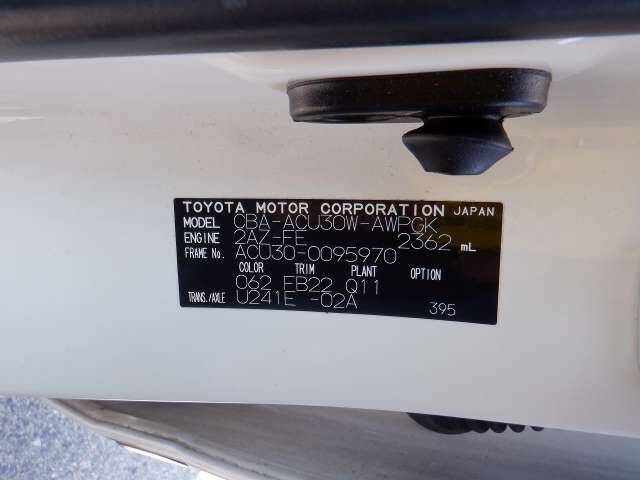 TOYOTA MOTOR CORPORATION JAPAN
MODEL CBA-ACU30W-AWPGK
ENGINE 2AZ-FE 2362 mL
FRAME No. ACU30-0095970
COLOR TRIM PLANT OPTION
062 FB22 Q11
TRANS./AXLE U241E -02A 395